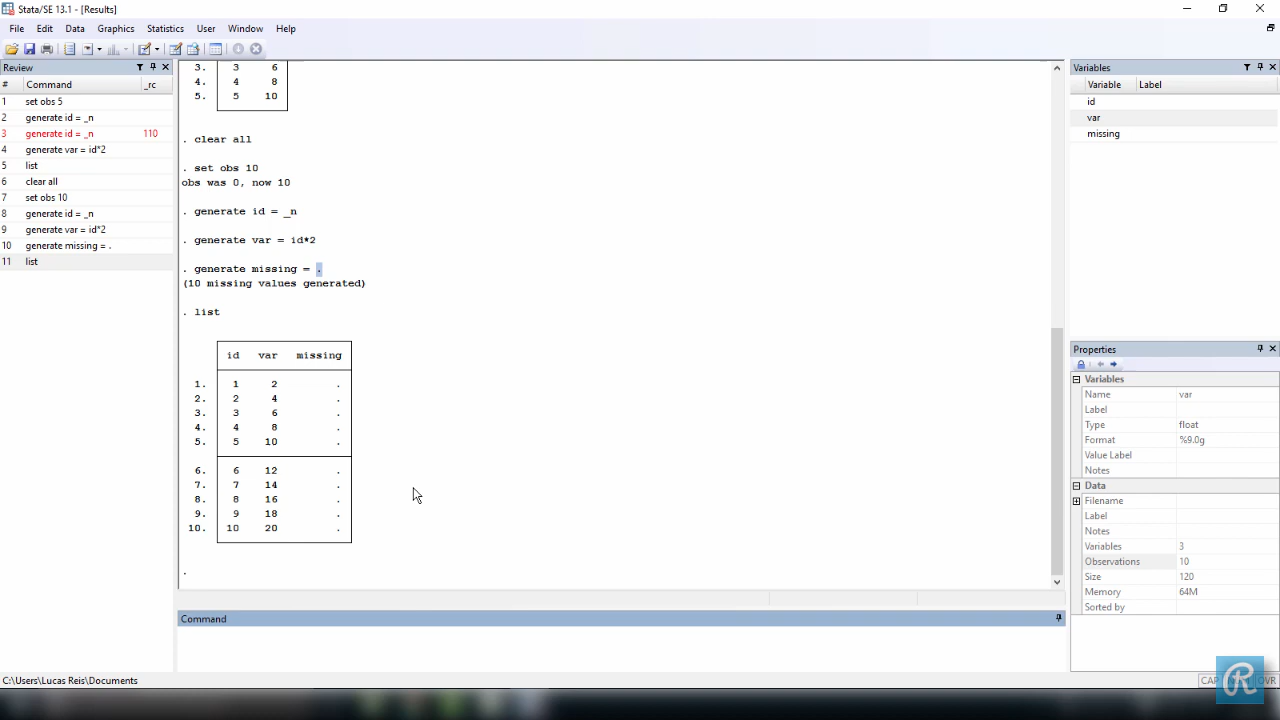 Stata/SE 13.1 - [Results]
File Edit Data Graphics Statistics User Window Help
Review
# Command _rc
1 set obs 5
2 generate id = _n
3 generate id = _n 110
4 generate var = id*2
5 list
6 clear all
7 set obs 10
8 generate id = _n
9 generate var = id*2
10 generate missing = .
11 list
3. 3 6
4. 4 8
5. 5 10
. clear all
. set obs 10
obs was 0, now 10
. generate id = _n
. generate var = id*2
. generate missing = .
(10 missing values generated)
. list
id var missing
1. 1 2 .
2. 2 4 .
3. 3 6 .
4. 4 8 .
5. 5 10 .
6. 6 12 .
7. 7 14 .
8. 8 16 .
9. 9 18 .
10. 10 20 .
.
Command
Variables
Variable Label
id
var
missing
Properties
Variables
Name var
Label
Type float
Format %9.0g
Value Label
Notes
Data
Filename
Label
Notes
Variables 3
Observations 10
Size 120
Memory 64M
Sorted by
C:\Users\Lucas Reis\Documents
CAP OVR
R